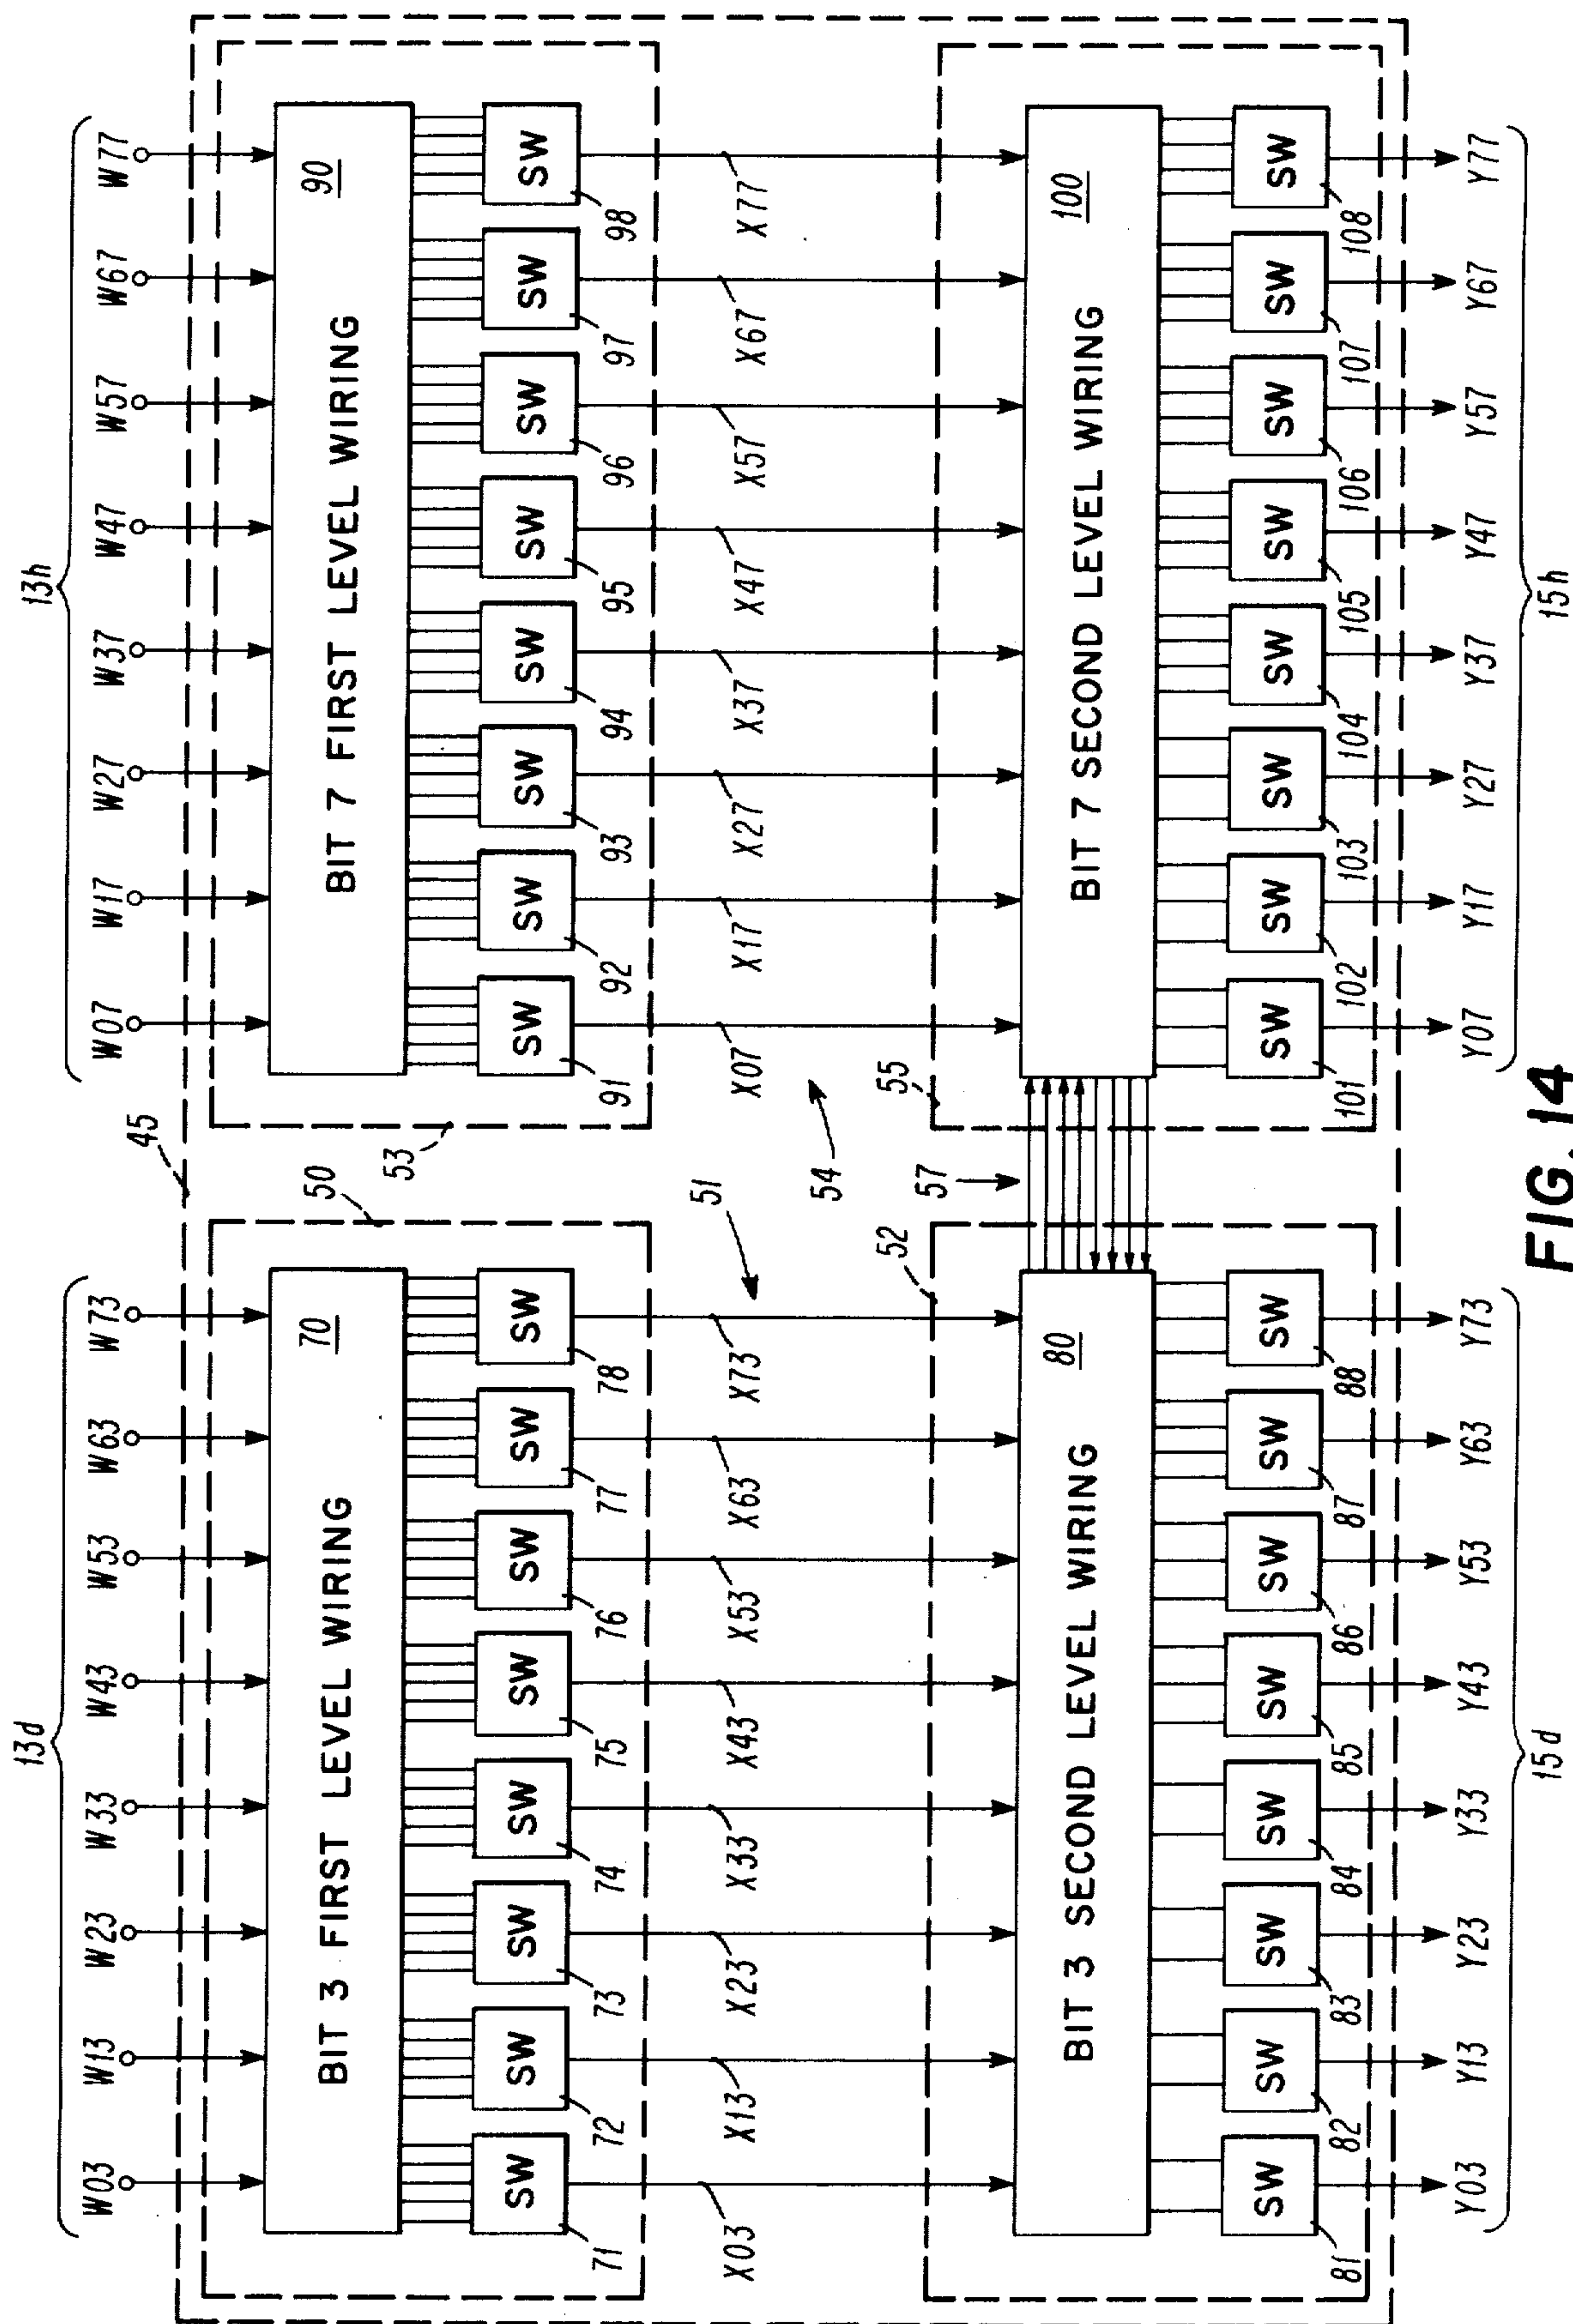 13d
13h
W03 W13 W23 W33 W43 W53 W63 W73
W07 W17 W27 W37 W47 W57 W67 W77
45
50
53
BIT 3 FIRST LEVEL WIRING 70
BIT 7 FIRST LEVEL WIRING 90
SW SW SW SW SW SW SW SW
SW SW SW SW SW SW SW SW
71 72 73 74 75 76 77 78
91 92 93 94 95 96 97 98
51
54
X03 X13 X23 X33 X43 X53 X63 X73
X07 X17 X27 X37 X47 X57 X67 X77
52
57
55
BIT 3 SECOND LEVEL WIRING 80
BIT 7 SECOND LEVEL WIRING 100
SW SW SW SW SW SW SW SW
SW SW SW SW SW SW SW SW
81 82 83 84 85 86 87 88
101 102 103 104 105 106 107 108
Y03 Y13 Y23 Y33 Y43 Y53 Y63 Y73
Y07 Y17 Y27 Y37 Y47 Y57 Y67 Y77
15d
15h
FIG. 14